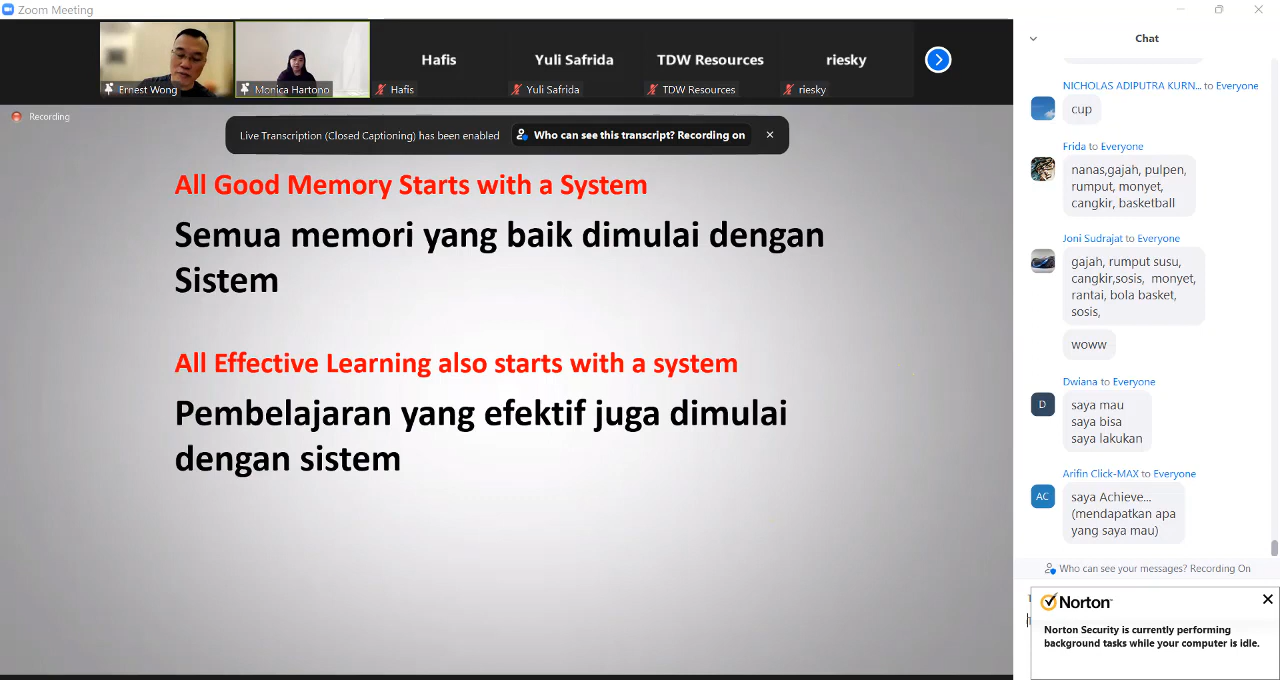 Zoom Meeting
Ernest Wong
Monica Hartono
Hafis
Hafis
Yuli Safrida
Yuli Safrida
TDW Resources
TDW Resources
riesky
riesky
Recording
Live Transcription (Closed Captioning) has been enabled
Who can see this transcript? Recording on
All Good Memory Starts with a System
Semua memori yang baik dimulai dengan
Sistem
All Effective Learning also starts with a system
Pembelajaran yang efektif juga dimulai
dengan sistem
Chat
NICHOLAS ADIPUTRA KURN... to Everyone
cup
Frida to Everyone
nanas,gajah, pulpen,
rumput, monyet,
cangkir, basketball
Joni Sudrajat to Everyone
gajah, rumput susu,
cangkir,sosis, monyet,
rantai, bola basket,
sosis,
woww
Dwiana to Everyone
D
saya mau
saya bisa
saya lakukan
Arifin Click-MAX to Everyone
AC
saya Achieve...
(mendapatkan apa
yang saya mau)
Who can see your messages? Recording On
Norton
Norton Security is currently performing
background tasks while your computer is idle.